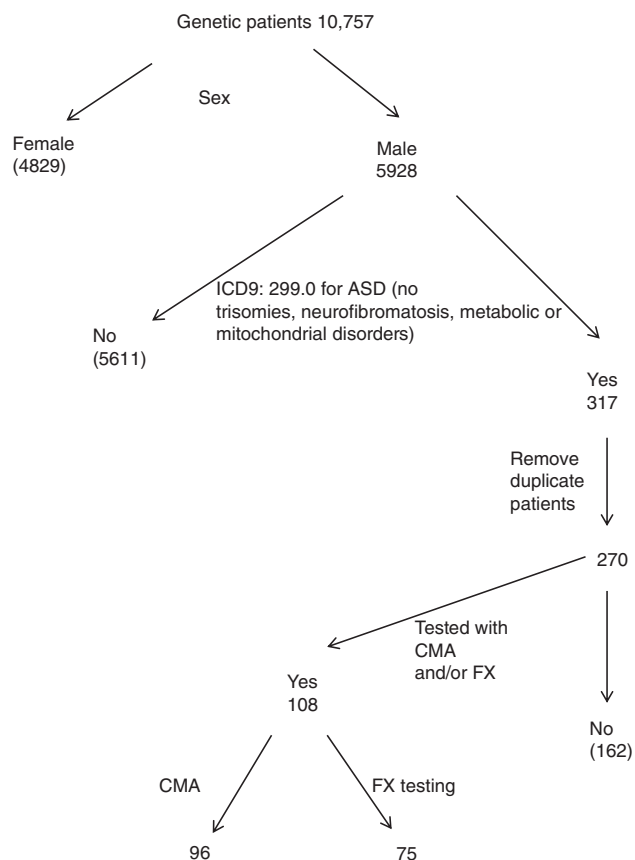 Genetic patients 10,757
Sex
Female
(4829)
Male
5928
ICD9: 299.0 for ASD (no
trisomies, neurofibromatosis, metabolic or
mitochondrial disorders)
No
(5611)
Yes
317
Remove
duplicate
patients
270
Tested with
CMA
and/or FX
Yes
108
No
(162)
CMA
FX testing
96
75